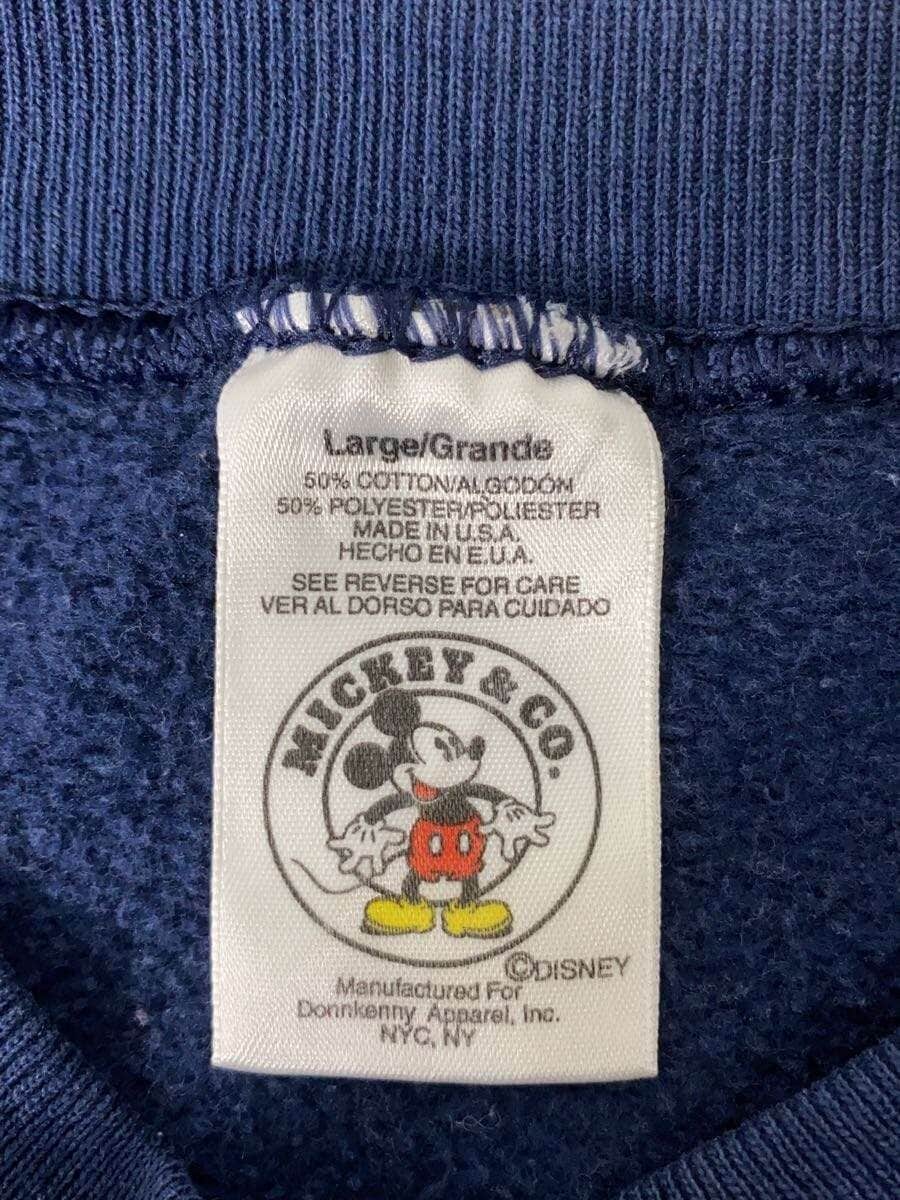 Large/Grande
50% COTTON/ALGODÓN
50% POLYESTER/POLIESTER
MADE IN U.S.A.
HECHO EN E.U.A.
SEE REVERSE FOR CARE
VER AL DORSO PARA CUIDADO
MICKEY & CO.
©DISNEY
Manufactured For
Donnkenny Apparel, Inc.
NYC, NY